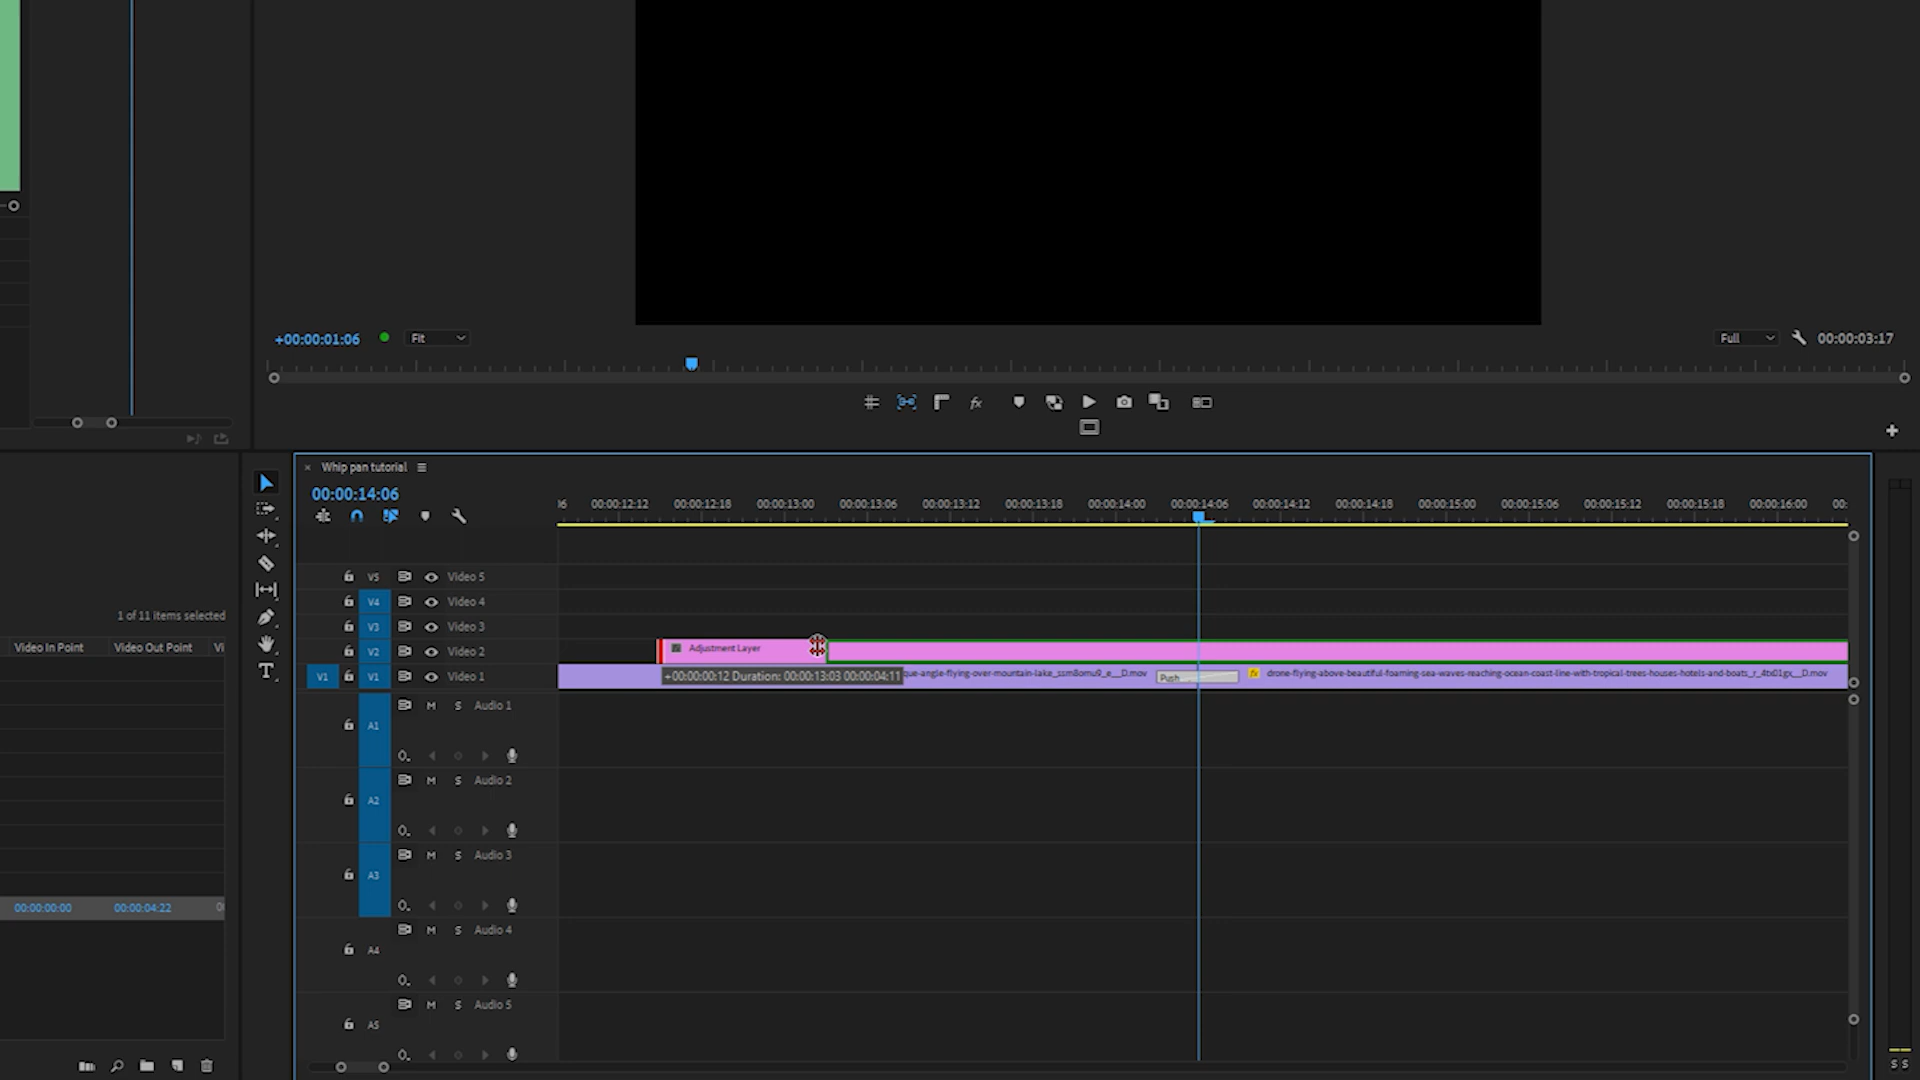 +00:00:01:06
Fit
Full
00:00:03:17
fx
Whip pan tutorial
00:00:14:06
00:00:12:12 00:00:12:18 00:00:13:00 00:00:13:06 00:00:13:12 00:00:13:18 00:00:14:00 00:00:14:06 00:00:14:12 00:00:14:18 00:00:15:00 00:00:15:06 00:00:15:12 00:00:15:18 00:00:16:00 00:
V5 Video 5
V4 Video 4
V3 Video 3
V2 Video 2
Adjustment Layer
V1 V1 Video 1
+00:00:00:12 Duration: 00:00:13:03 00:00:04:11
que-angle-flying-over-mountain-lake_ssm8omu9_e__D.mov
Push
fx drone-flying-above-beautiful-foaming-sea-waves-reaching-ocean-coast-line-with-tropical-trees-houses-hotels-and-boats_r_4tx01gx__D.mov
1 of 11 items selected
Video In Point Video Out Point Vi
00:00:00:00 00:00:04:22
A1 M S Audio 1
A2 M S Audio 2
A3 M S Audio 3
A4 M S Audio 4
A5 M S Audio 5
S S